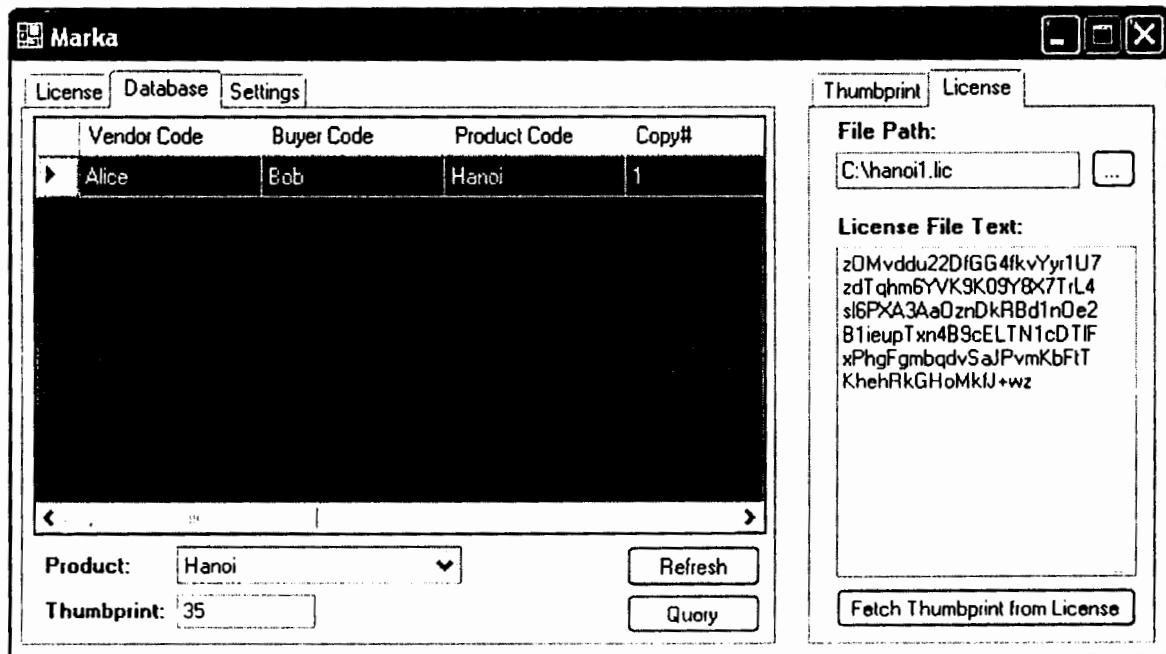 Marka
License Database Settings
Vendor Code Buyer Code Product Code Copy#
Alice Bob Hanoi 1
Product: Hanoi Refresh
Thumbprint: 35 Query
Thumbprint License
File Path:
C:\hanoi1.lic ...
License File Text:
zOMvddu22DfGG4fkvYyr1U7
zdTqhm6YVK9K09Y8X7TrL4
sl6PXA3AaOznDkRBd1nOe2
B1ieupTxn4B9cELTN1cDTlF
xPhgFgmbqdvSaJPvmKbFtT
KhehRkGHoMkfJ+wz
Fetch Thumbprint from License